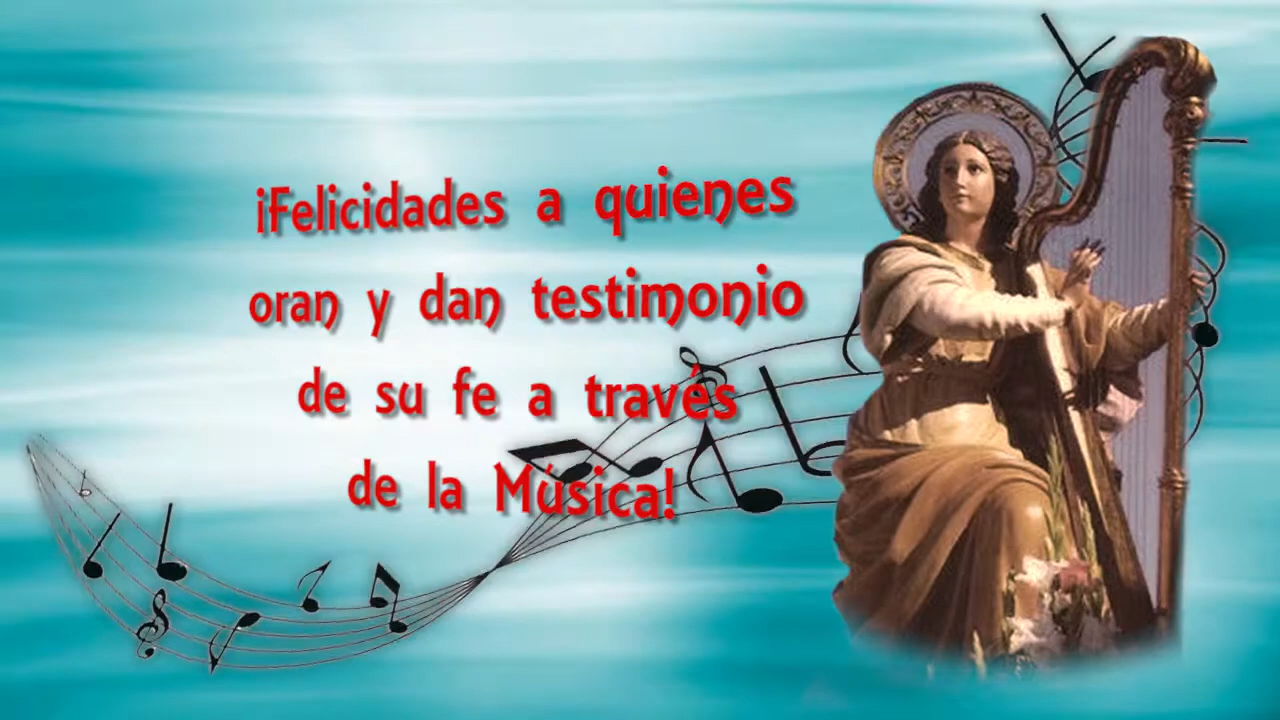 ¡Felicidades a quienes
oran y dan testimonio
de su fe a través
de la Música!